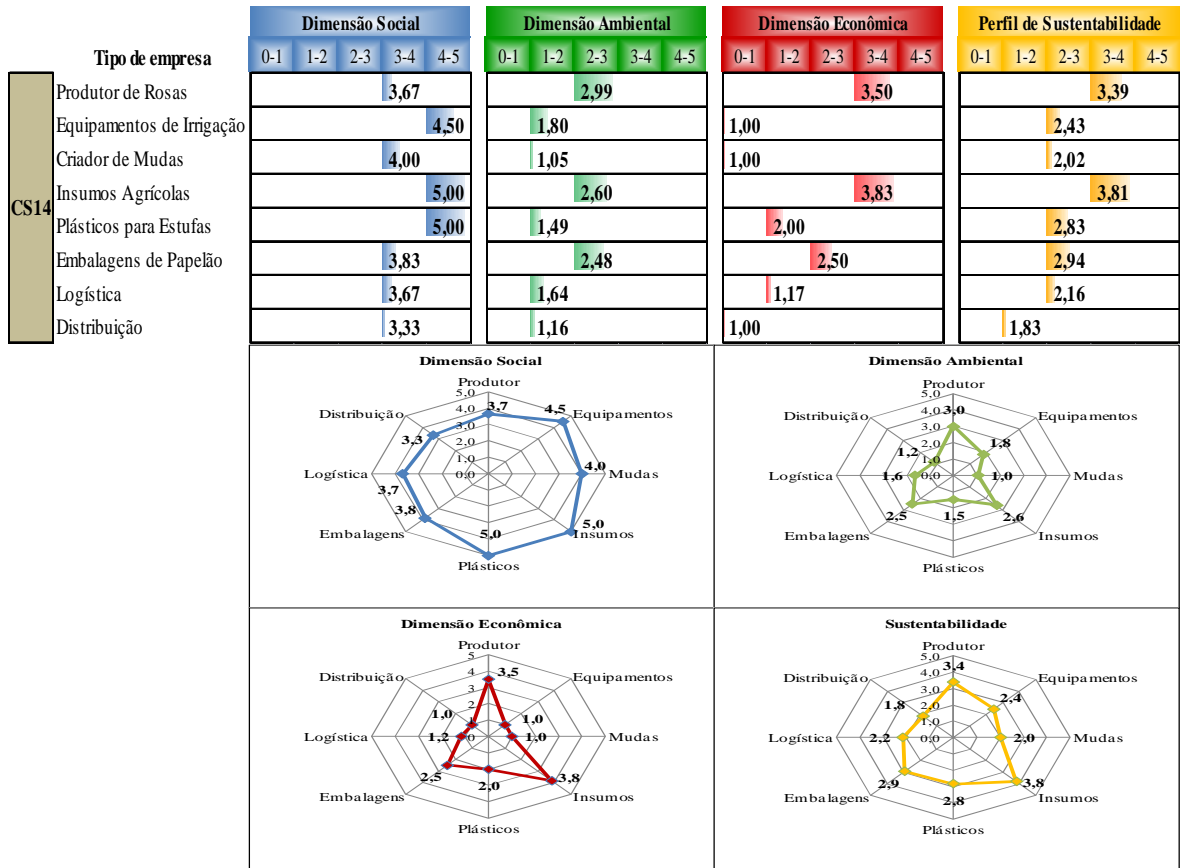 Dimensão Social Dimensão Ambiental Dimensão Econômica Perfil de Sustentabilidade
Tipo de empresa 0-1 1-2 2-3 3-4 4-5 0-1 1-2 2-3 3-4 4-5 0-1 1-2 2-3 3-4 4-5 0-1 1-2 2-3 3-4 4-5
CS14
Produtor de Rosas 3,67 2,99 3,50 3,39
Equipamentos de Irrigação 4,50 1,80 1,00 2,43
Criador de Mudas 4,00 1,05 1,00 2,02
Insumos Agrícolas 5,00 2,60 3,83 3,81
Plásticos para Estufas 5,00 1,49 2,00 2,83
Embalagens de Papelão 3,83 2,48 2,50 2,94
Logística 3,67 1,64 1,17 2,16
Distribuição 3,33 1,16 1,00 1,83
Dimensão Social
Produtor
5,0
4,0
3,0
2,0
1,0
0,0
3,7
4,5
4,0
5,0
5,0
3,8
3,7
3,3
Equipamentos
Mudas
Insumos
Plásticos
Embalagens
Logística
Distribuição
Dimensão Ambiental
Produtor
5,0
4,0
3,0
2,0
1,0
0,0
3,0
1,8
1,0
2,6
1,5
2,5
1,6
1,2
Equipamentos
Mudas
Insumos
Plásticos
Embalagens
Logística
Distribuição
Dimensão Econômica
Produtor
5
4
3
2
1
0
3,5
1,0
1,0
3,8
2,0
2,5
1,2
1,0
Equipamentos
Mudas
Insumos
Plásticos
Embalagens
Logística
Distribuição
Sustentabilidade
Produtor
5,0
4,0
3,0
2,0
1,0
0,0
3,4
2,4
2,0
3,8
2,8
2,9
2,2
1,8
Equipamentos
Mudas
Insumos
Plásticos
Embalagens
Logística
Distribuição